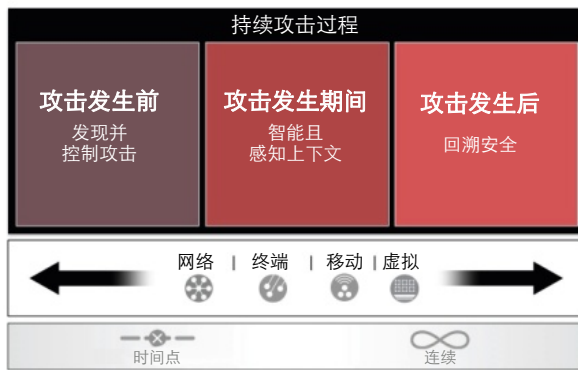 持续攻击过程
攻击发生前
发现并
控制攻击
攻击发生期间
智能且
感知上下文
攻击发生后
回溯安全
网络 | 终端 | 移动 | 虚拟
时间点
连续